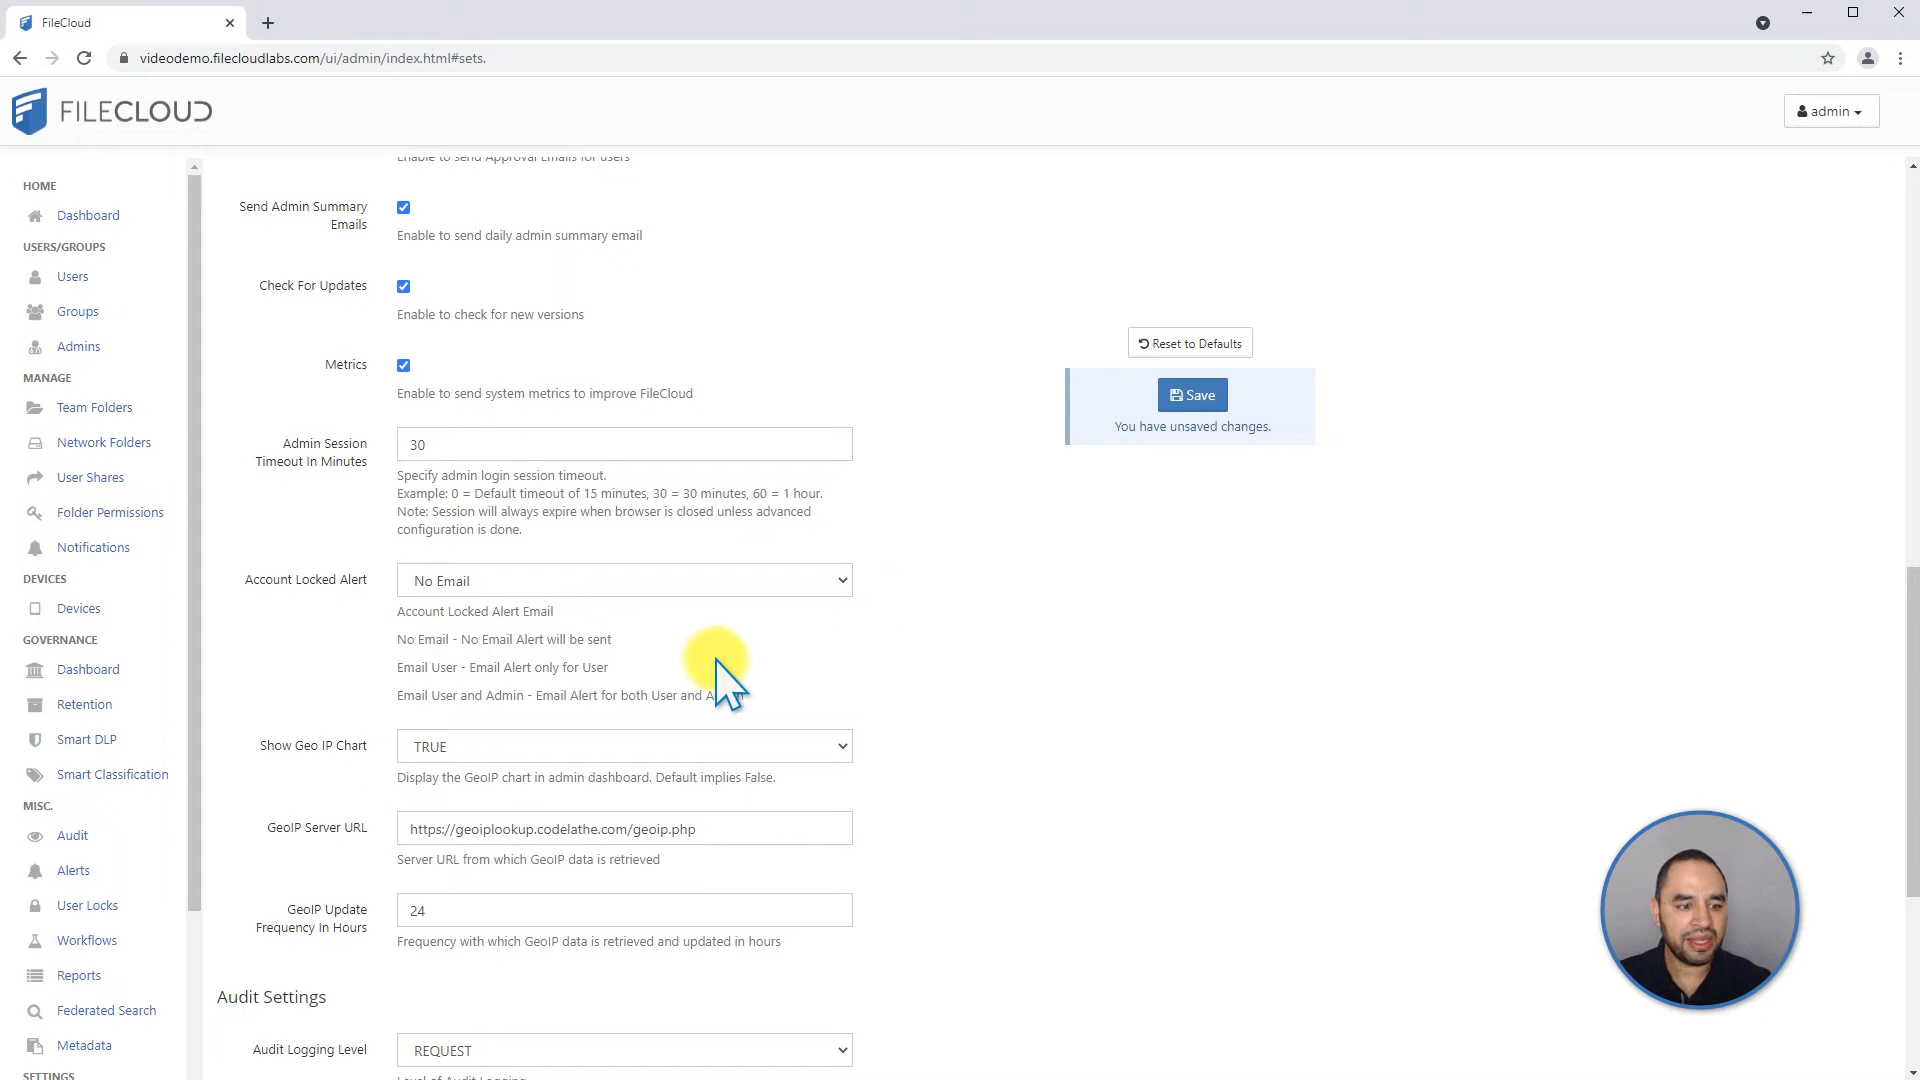 FileCloud
videodemo.filecloudlabs.com/ui/admin/index.html#sets.
FILECLOUD
admin
HOME
Dashboard
USERS/GROUPS
Users
Groups
Admins
MANAGE
Team Folders
Network Folders
User Shares
Folder Permissions
Notifications
DEVICES
Devices
GOVERNANCE
Dashboard
Retention
Smart DLP
Smart Classification
MISC.
Audit
Alerts
User Locks
Workflows
Reports
Federated Search
Metadata
SETTINGS
Enable to send Approval Emails for users
Send Admin Summary
Emails
Enable to send daily admin summary email
Check For Updates
Enable to check for new versions
Metrics
Enable to send system metrics to improve FileCloud
Admin Session
Timeout In Minutes
30
Specify admin login session timeout.
Example: 0 = Default timeout of 15 minutes, 30 = 30 minutes, 60 = 1 hour.
Note: Session will always expire when browser is closed unless advanced
configuration is done.
Account Locked Alert
No Email
Account Locked Alert Email
No Email - No Email Alert will be sent
Email User - Email Alert only for User
Email User and Admin - Email Alert for both User and
Show Geo IP Chart
TRUE
Display the GeoIP chart in admin dashboard. Default implies False.
GeoIP Server URL
https://geoiplookup.codelathe.com/geoip.php
Server URL from which GeoIP data is retrieved
GeoIP Update
Frequency In Hours
24
Frequency with which GeoIP data is retrieved and updated in hours
Audit Settings
Audit Logging Level
REQUEST
Level of Audit Logging
Reset to Defaults
Save
You have unsaved changes.